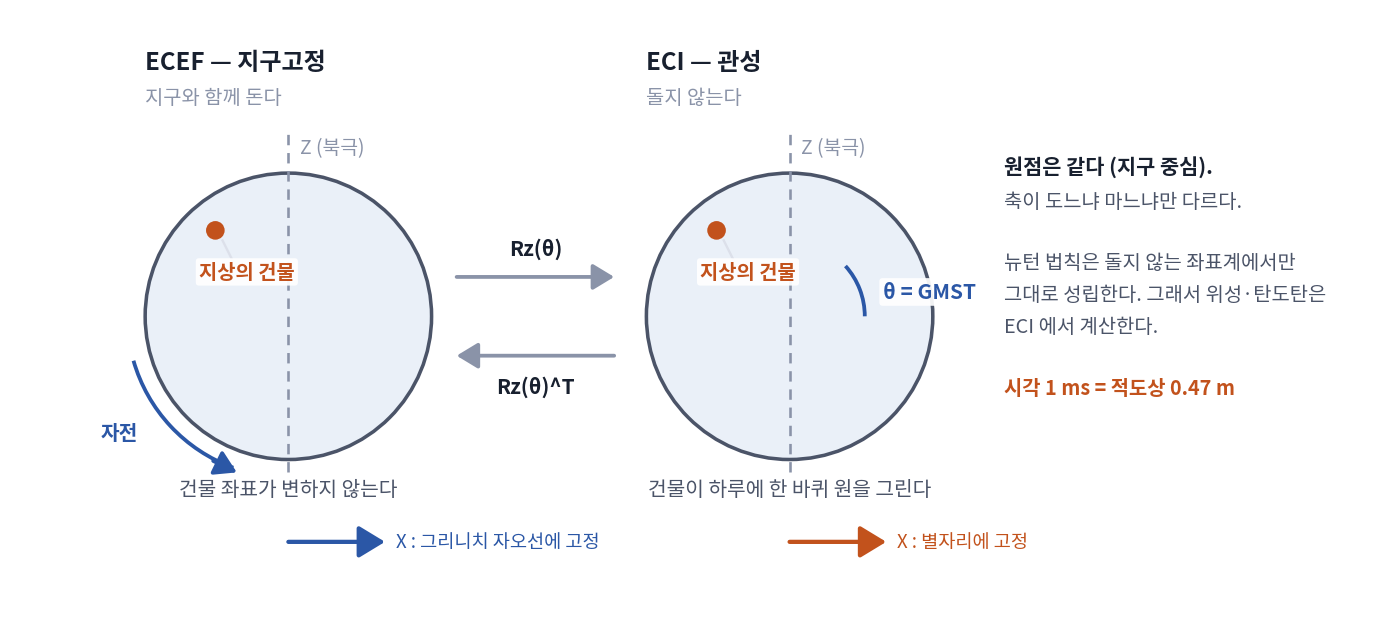 ECEF — 지구고정
지구와 함께 돈다
Z (북극)
지상의 건물
자전
건물 좌표가 변하지 않는다
X : 그리니치 자오선에 고정
Rz(θ)
Rz(θ)^T
ECI — 관성
돌지 않는다
Z (북극)
지상의 건물
θ = GMST
건물이 하루에 한 바퀴 원을 그린다
X : 별자리에 고정
원점은 같다 (지구 중심).
축이 도느냐 마느냐만 다르다.
뉴턴 법칙은 돌지 않는 좌표계에서만
그대로 성립한다. 그래서 위성·탄도탄은
ECI 에서 계산한다.
시각 1 ms = 적도상 0.47 m